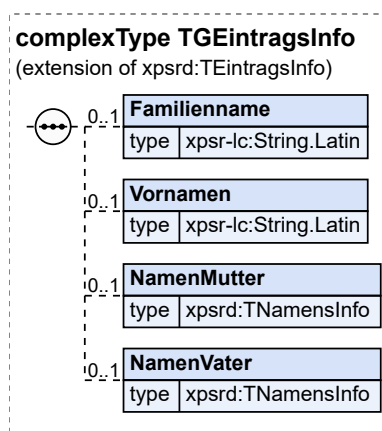 complexType TGEintragsInfo
(extension of xpsrd:TEintragsInfo)
0..1
Familienname
type xpsr-lc:String.Latin
0..1
Vornamen
type xpsr-lc:String.Latin
0..1
NamenMutter
type xpsrd:TNamensInfo
0..1
NamenVater
type xpsrd:TNamensInfo